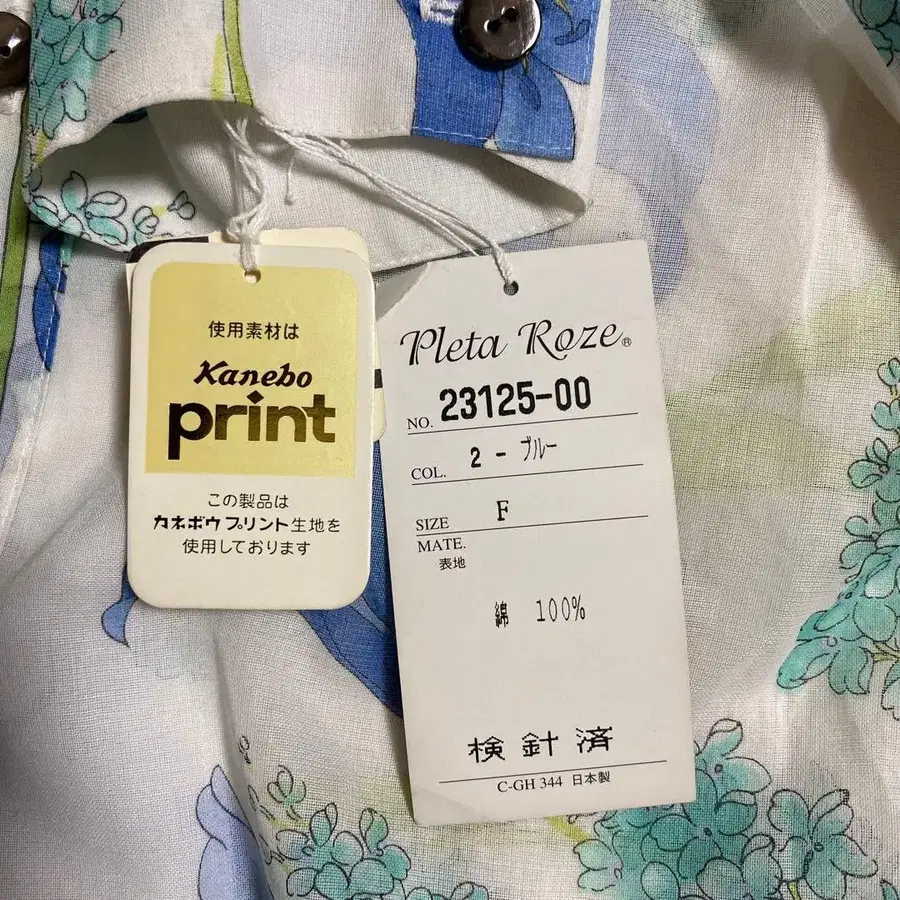 使用素材は
Kanebo
print
この製品は
カネボウプリント生地を
使用しております
Pleta Roze®
NO. 23125-00
COL. 2 - ブルー
SIZE F
MATE.
表地
綿 100%
検針済
C-GH 344 日本製